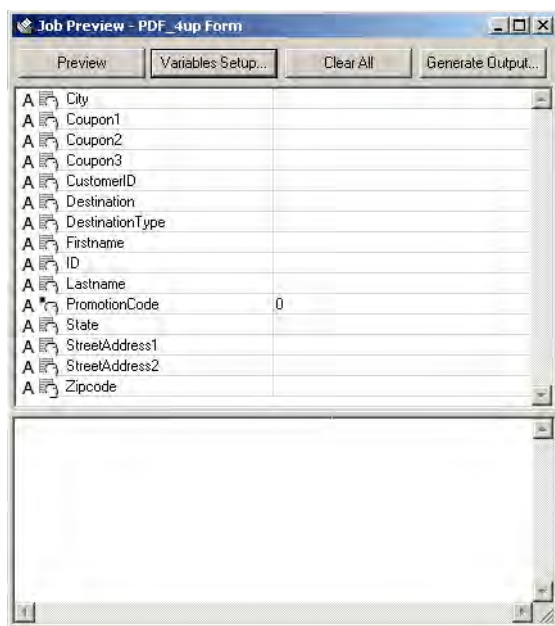 Job Preview - PDF_4up Form
Preview Variables Setup... Clear All Generate Output...
A City
A Coupon1
A Coupon2
A Coupon3
A CustomerID
A Destination
A DestinationType
A Firstname
A ID
A Lastname
A PromotionCode 0
A State
A StreetAddress1
A StreetAddress2
A Zipcode